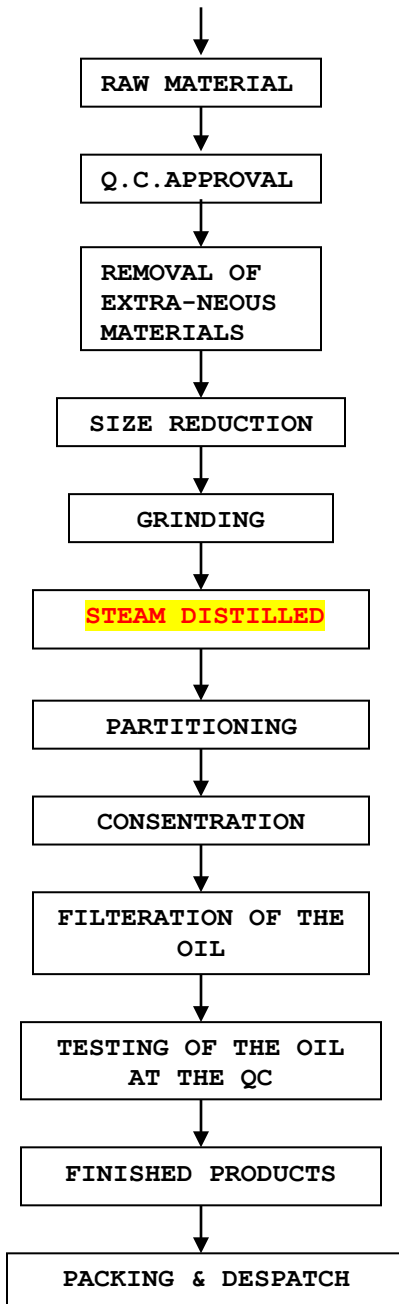 RAW MATERIAL
Q.C.APPROVAL
REMOVAL OF
EXTRA-NEOUS
MATERIALS
SIZE REDUCTION
GRINDING
STEAM DISTILLED
PARTITIONING
CONSENTRATION
FILTERATION OF THE
OIL
TESTING OF THE OIL
AT THE QC
FINISHED PRODUCTS
PACKING & DESPATCH